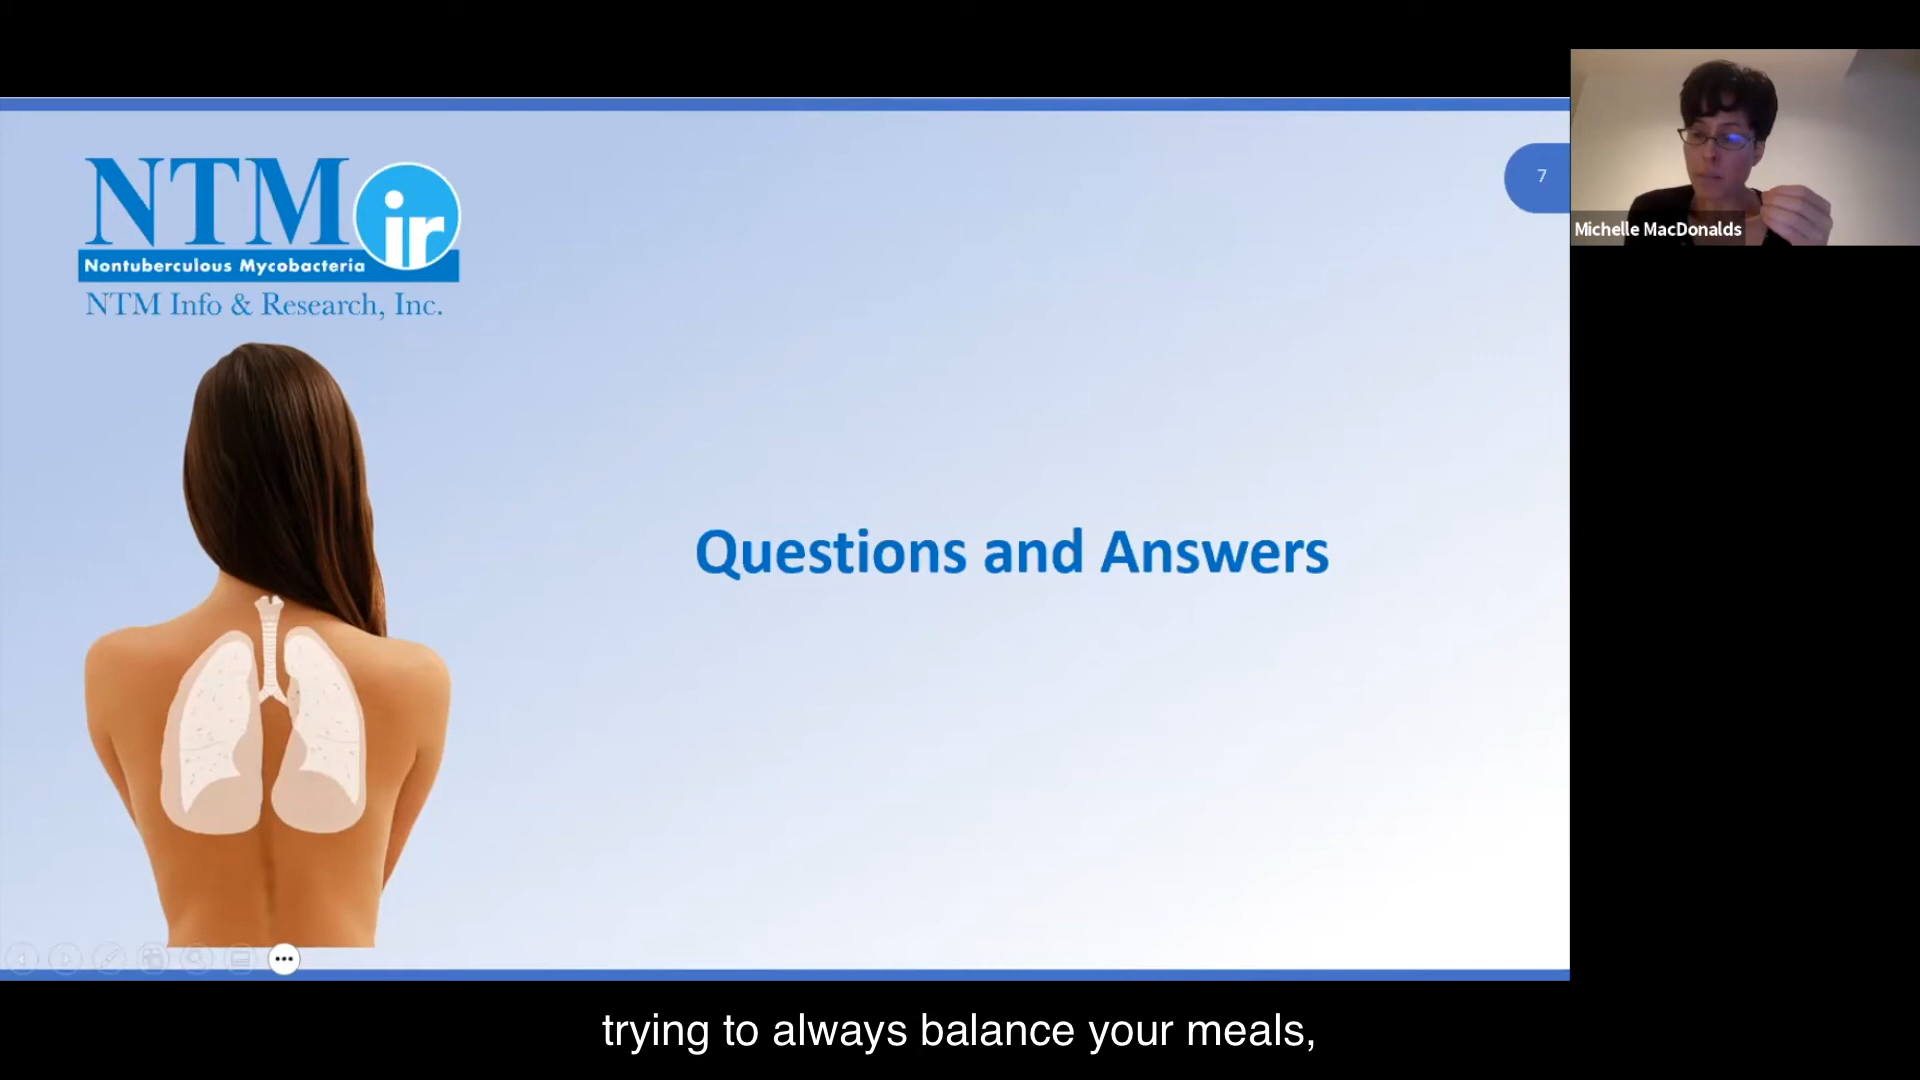 NTM ir
Nontuberculous Mycobacteria
NTM Info & Research, Inc.
7
Michelle MacDonalds
Questions and Answers
trying to always balance your meals,